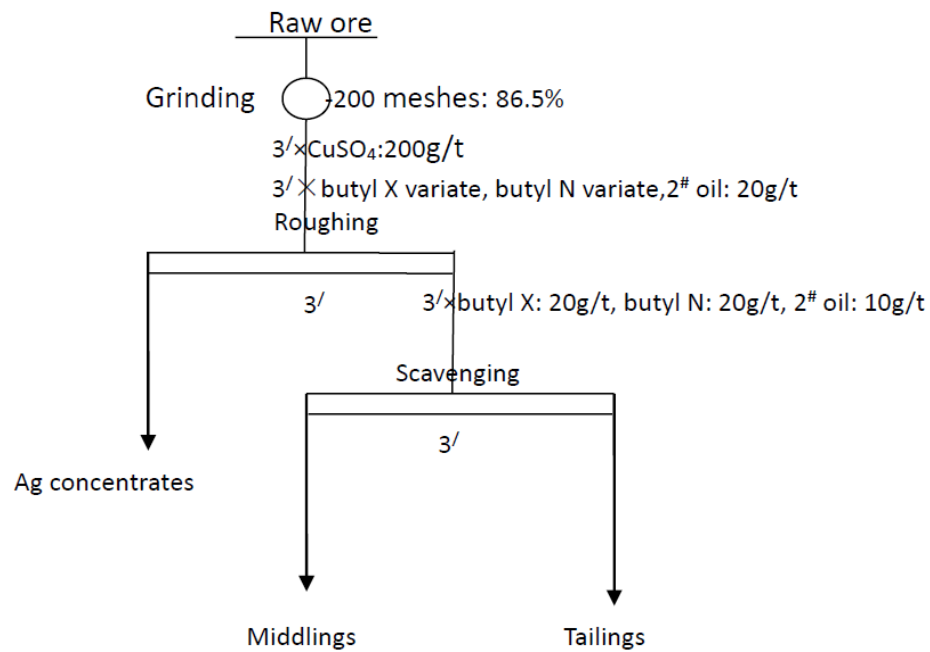 Raw ore
Grinding
-200 meshes: 86.5%
3/×CuSO₄:200g/t
3/× butyl X variate, butyl N variate,2# oil: 20g/t
Roughing
3/
3/×butyl X: 20g/t, butyl N: 20g/t, 2# oil: 10g/t
Scavenging
3/
Ag concentrates
Middlings
Tailings